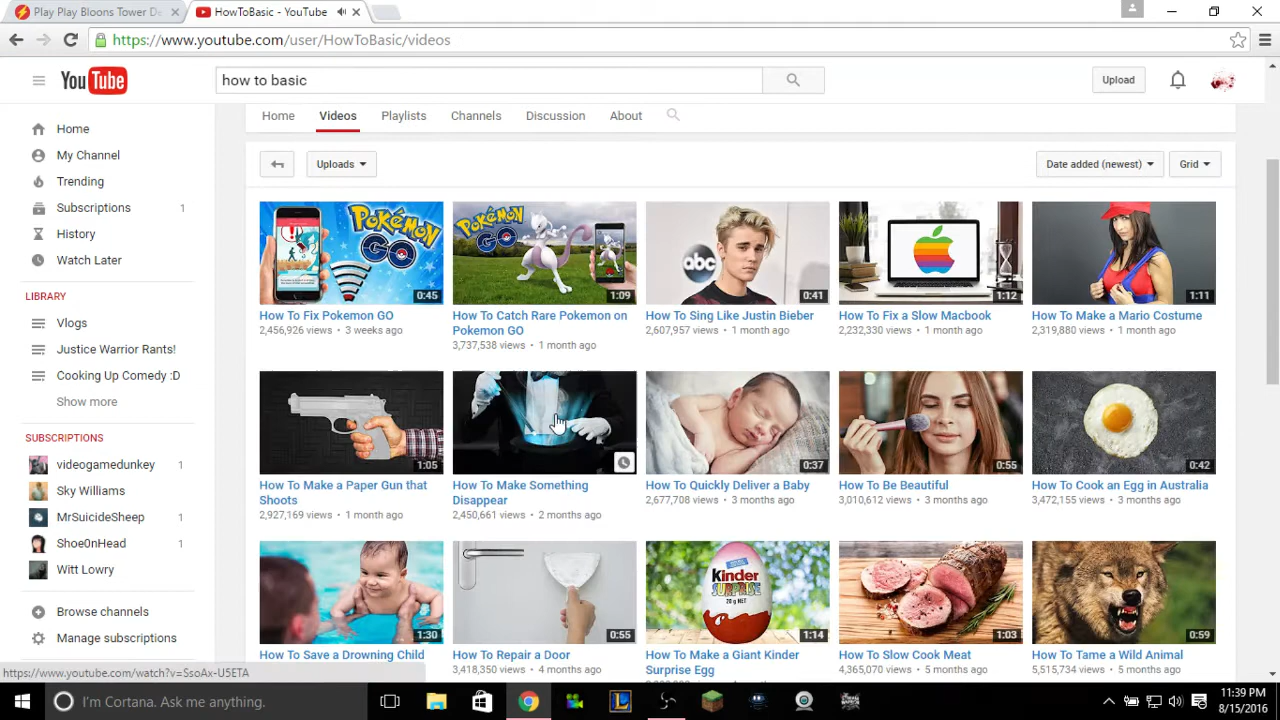 Play Play Bloons Tower De
HowToBasic - YouTube
https://www.youtube.com/user/HowToBasic/videos
YouTube
how to basic
Upload
Home
Videos
Playlists
Channels
Discussion
About
Home
My Channel
Trending
Subscriptions 1
History
Watch Later
LIBRARY
Vlogs
Justice Warrior Rants!
Cooking Up Comedy :D
Show more
SUBSCRIPTIONS
videogamedunkey 1
Sky Williams
MrSuicideSheep 1
Shoe0nHead 1
Witt Lowry
Browse channels
Manage subscriptions
Uploads
Date added (newest)
Grid
POKÉMON GO
0:45
How To Fix Pokemon GO
2,456,926 views • 3 weeks ago
POKÉMON GO
1:09
How To Catch Rare Pokemon on
Pokemon GO
3,737,538 views • 1 month ago
abc
0:41
How To Sing Like Justin Bieber
2,607,957 views • 1 month ago
1:12
How To Fix a Slow Macbook
2,232,330 views • 1 month ago
1:11
How To Make a Mario Costume
2,319,880 views • 1 month ago
1:05
How To Make a Paper Gun that
Shoots
2,927,169 views • 1 month ago
How To Make Something
Disappear
2,450,661 views • 2 months ago
0:37
How To Quickly Deliver a Baby
2,677,708 views • 3 months ago
0:55
How To Be Beautiful
3,010,612 views • 3 months ago
0:42
How To Cook an Egg in Australia
3,472,155 views • 3 months ago
1:30
How To Save a Drowning Child
0:55
How To Repair a Door
3,418,350 views • 4 months ago
Kinder
SURPRISE
20 g NET
1:14
How To Make a Giant Kinder
Surprise Egg
1:03
How To Slow Cook Meat
4,365,070 views • 5 months ago
0:59
How To Tame a Wild Animal
5,515,734 views • 5 months ago
https://www.youtube.com/watch?v=SsoAx-U5ETA
I'm Cortana. Ask me anything.
11:39 PM
8/15/2016